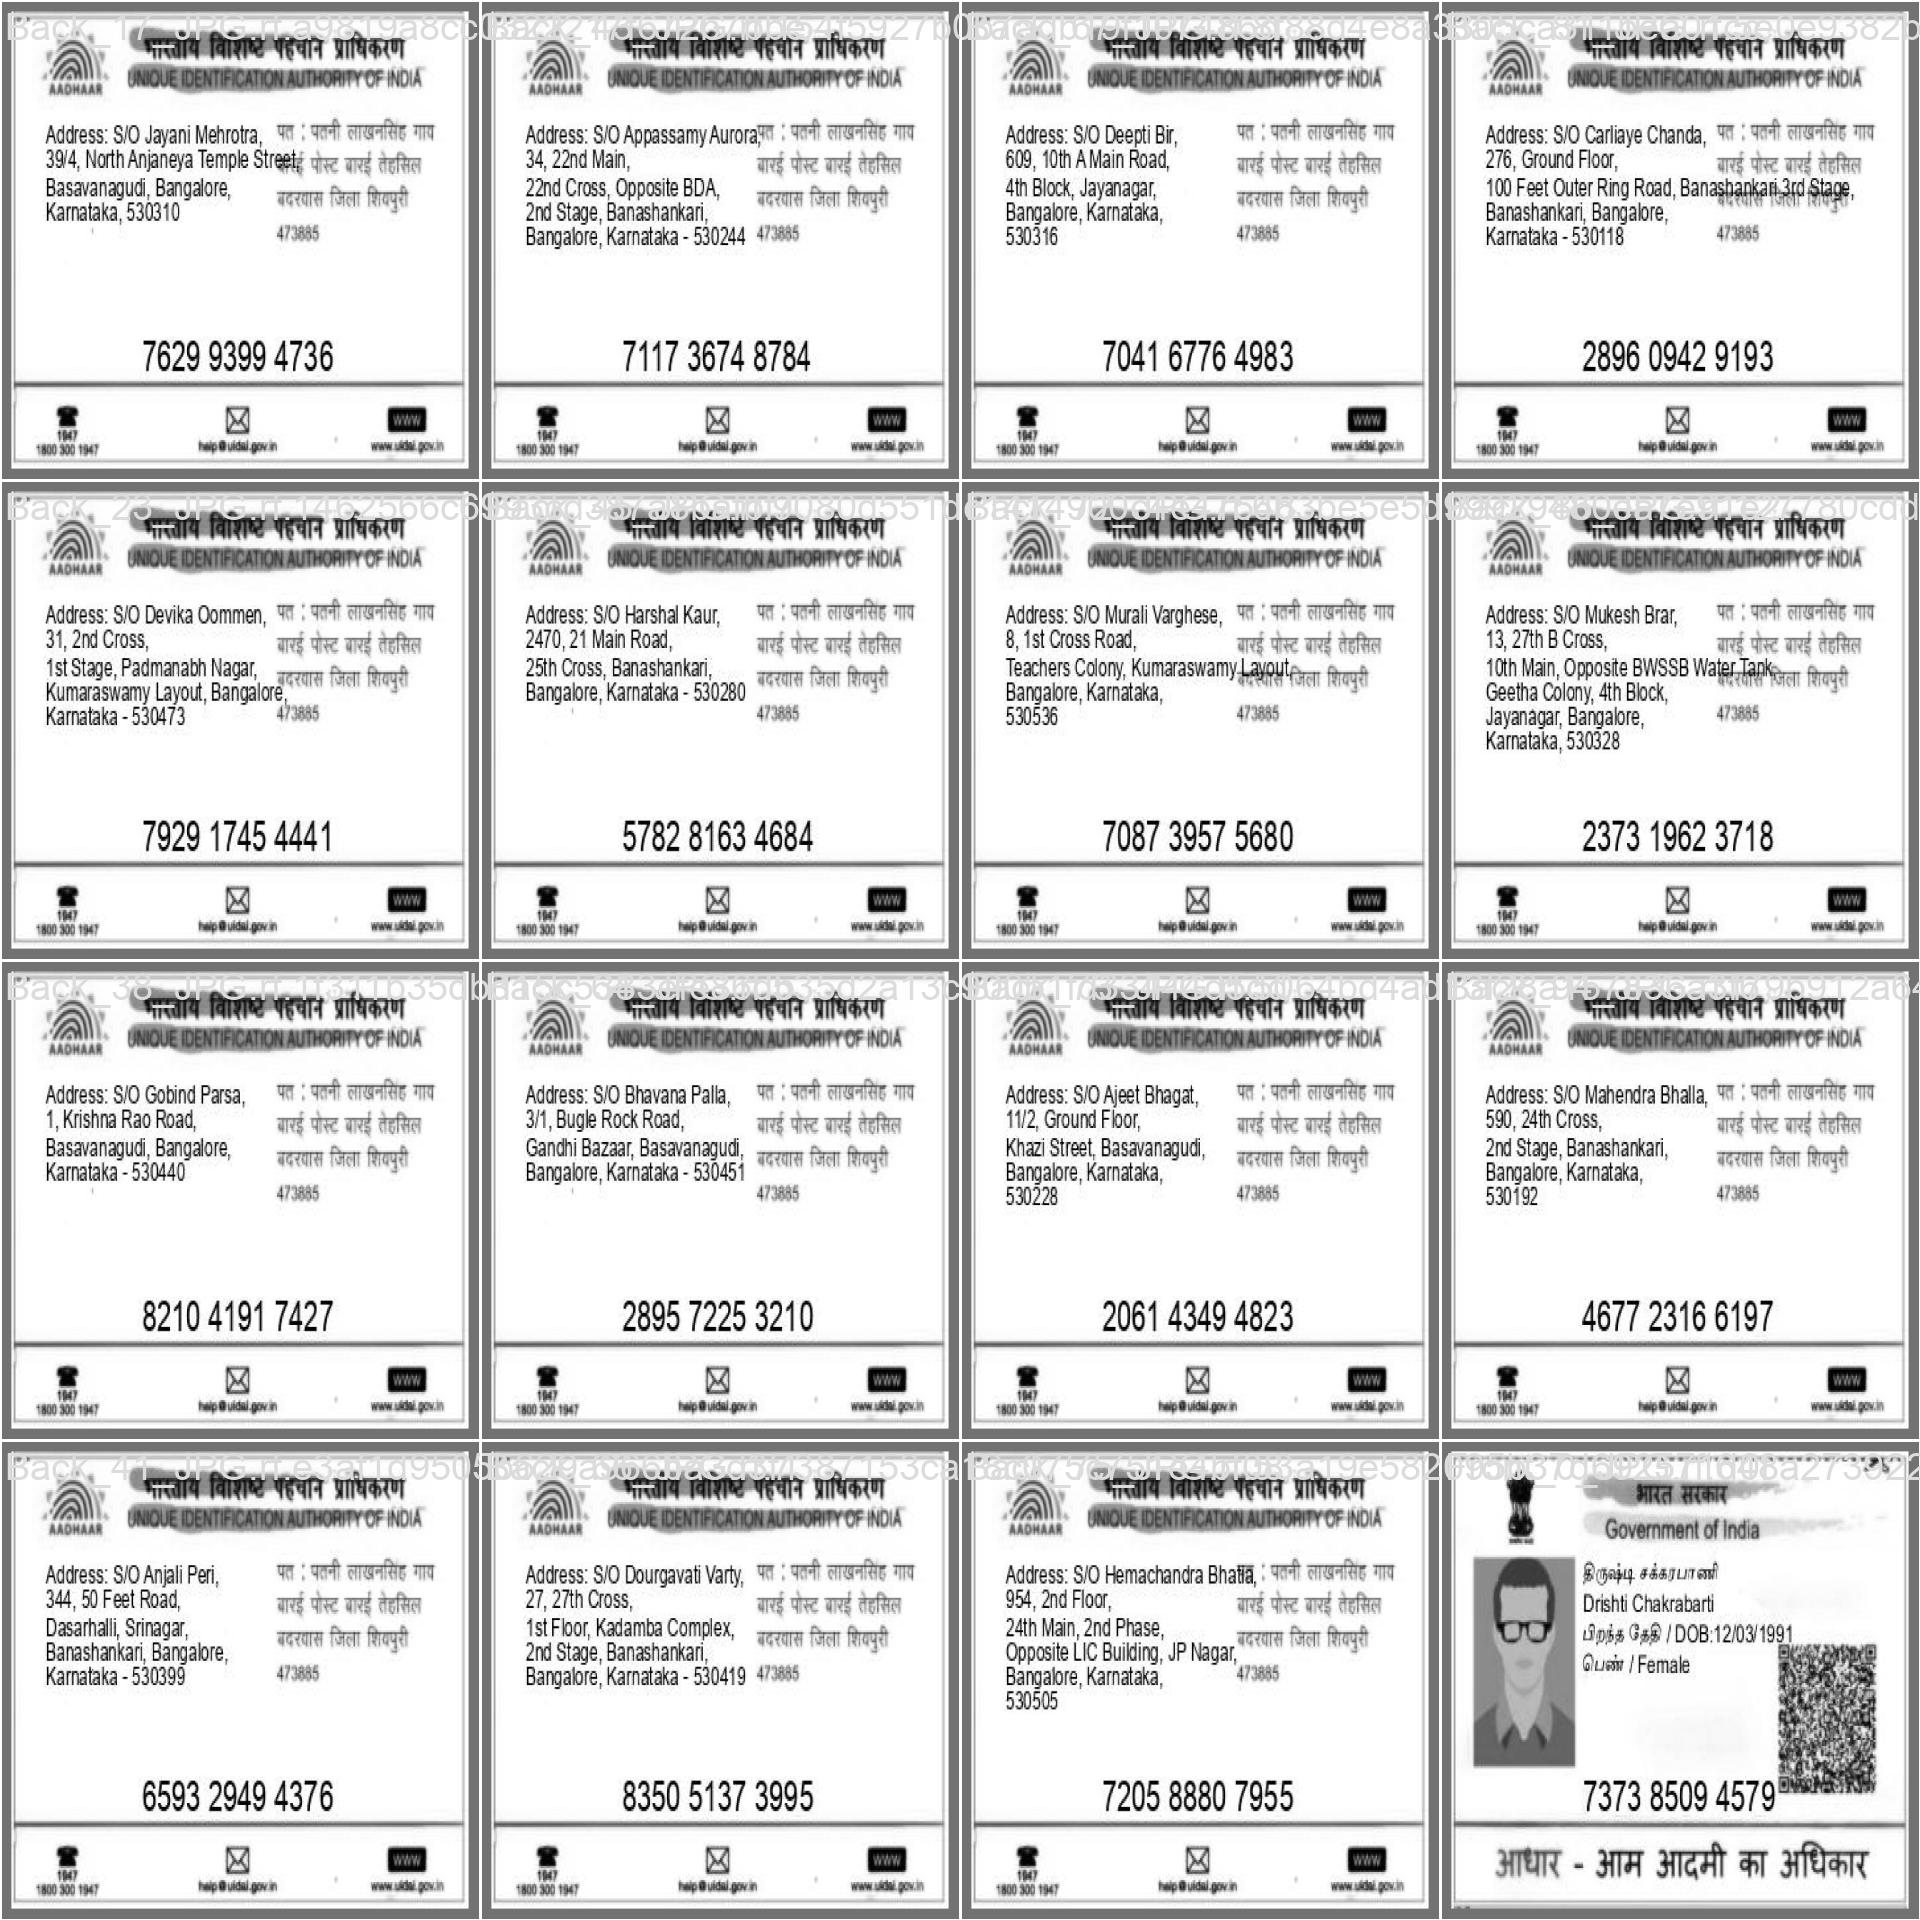 भारतीय विशिष्ट पहचान प्राधिकरण
UNIQUE IDENTIFICATION AUTHORITY OF INDIA
AADHAAR
Address: S/O Jayani Mehrotra,
39/4, North Anjaneya Temple Street,
Basavanagudi, Bangalore,
Karnataka, 530310
पत : पतनी लाखनसिंह गाव
बारई पोस्ट बारई तेहसिल
बदरवास जिला शिवपुरी
473885
7629 9399 4736
1947
1800 300 1947
help@uidai.gov.in
www
www.uidai.gov.in
भारतीय विशिष्ट पहचान प्राधिकरण
UNIQUE IDENTIFICATION AUTHORITY OF INDIA
AADHAAR
Address: S/O Appassamy Aurora,
34, 22nd Main,
22nd Cross, Opposite BDA,
2nd Stage, Banashankari,
Bangalore, Karnataka - 530244
पत : पतनी लाखनसिंह गाव
बारई पोस्ट बारई तेहसिल
बदरवास जिला शिवपुरी
473885
7117 3674 8784
1947
1800 300 1947
help@uidai.gov.in
www
www.uidai.gov.in
भारतीय विशिष्ट पहचान प्राधिकरण
UNIQUE IDENTIFICATION AUTHORITY OF INDIA
AADHAAR
Address: S/O Deepti Bir,
609, 10th A Main Road,
4th Block, Jayanagar,
Bangalore, Karnataka,
530316
पत : पतनी लाखनसिंह गाव
बारई पोस्ट बारई तेहसिल
बदरवास जिला शिवपुरी
473885
7041 6776 4983
1947
1800 300 1947
help@uidai.gov.in
www
www.uidai.gov.in
भारतीय विशिष्ट पहचान प्राधिकरण
UNIQUE IDENTIFICATION AUTHORITY OF INDIA
AADHAAR
Address: S/O Carliaye Chanda,
276, Ground Floor,
100 Feet Outer Ring Road, Banashankari 3rd Stage,
Banashankari, Bangalore,
Karnataka - 530118
पत : पतनी लाखनसिंह गाव
बारई पोस्ट बारई तेहसिल
बदरवास जिला शिवपुरी
473885
2896 0942 9193
1947
1800 300 1947
help@uidai.gov.in
www
www.uidai.gov.in
भारतीय विशिष्ट पहचान प्राधिकरण
UNIQUE IDENTIFICATION AUTHORITY OF INDIA
AADHAAR
Address: S/O Devika Oommen,
31, 2nd Cross,
1st Stage, Padmanabh Nagar,
Kumaraswamy Layout, Bangalore,
Karnataka - 530473
पत : पतनी लाखनसिंह गाव
बारई पोस्ट बारई तेहसिल
बदरवास जिला शिवपुरी
473885
7929 1745 4441
1947
1800 300 1947
help@uidai.gov.in
www
www.uidai.gov.in
भारतीय विशिष्ट पहचान प्राधिकरण
UNIQUE IDENTIFICATION AUTHORITY OF INDIA
AADHAAR
Address: S/O Harshal Kaur,
2470, 21 Main Road,
25th Cross, Banashankari,
Bangalore, Karnataka - 530280
पत : पतनी लाखनसिंह गाव
बारई पोस्ट बारई तेहसिल
बदरवास जिला शिवपुरी
473885
5782 8163 4684
1947
1800 300 1947
help@uidai.gov.in
www
www.uidai.gov.in
भारतीय विशिष्ट पहचान प्राधिकरण
UNIQUE IDENTIFICATION AUTHORITY OF INDIA
AADHAAR
Address: S/O Murali Varghese,
8, 1st Cross Road,
Teachers Colony, Kumaraswamy Layout,
Bangalore, Karnataka,
530536
पत : पतनी लाखनसिंह गाव
बारई पोस्ट बारई तेहसिल
बदरवास जिला शिवपुरी
473885
7087 3957 5680
1947
1800 300 1947
help@uidai.gov.in
www
www.uidai.gov.in
भारतीय विशिष्ट पहचान प्राधिकरण
UNIQUE IDENTIFICATION AUTHORITY OF INDIA
AADHAAR
Address: S/O Mukesh Brar,
13, 27th B Cross,
10th Main, Opposite BWSSB Water Tank,
Geetha Colony, 4th Block,
Jayanagar, Bangalore,
Karnataka, 530328
पत : पतनी लाखनसिंह गाव
बारई पोस्ट बारई तेहसिल
बदरवास जिला शिवपुरी
473885
2373 1962 3718
1947
1800 300 1947
help@uidai.gov.in
www
www.uidai.gov.in
भारतीय विशिष्ट पहचान प्राधिकरण
UNIQUE IDENTIFICATION AUTHORITY OF INDIA
AADHAAR
Address: S/O Gobind Parsa,
1, Krishna Rao Road,
Basavanagudi, Bangalore,
Karnataka - 530440
पत : पतनी लाखनसिंह गाव
बारई पोस्ट बारई तेहसिल
बदरवास जिला शिवपुरी
473885
8210 4191 7427
1947
1800 300 1947
help@uidai.gov.in
www
www.uidai.gov.in
भारतीय विशिष्ट पहचान प्राधिकरण
UNIQUE IDENTIFICATION AUTHORITY OF INDIA
AADHAAR
Address: S/O Bhavana Palla,
3/1, Bugle Rock Road,
Gandhi Bazaar, Basavanagudi,
Bangalore, Karnataka - 530451
पत : पतनी लाखनसिंह गाव
बारई पोस्ट बारई तेहसिल
बदरवास जिला शिवपुरी
473885
2895 7225 3210
1947
1800 300 1947
help@uidai.gov.in
www
www.uidai.gov.in
भारतीय विशिष्ट पहचान प्राधिकरण
UNIQUE IDENTIFICATION AUTHORITY OF INDIA
AADHAAR
Address: S/O Ajeet Bhagat,
11/2, Ground Floor,
Khazi Street, Basavanagudi,
Bangalore, Karnataka,
530228
पत : पतनी लाखनसिंह गाव
बारई पोस्ट बारई तेहसिल
बदरवास जिला शिवपुरी
473885
2061 4349 4823
1947
1800 300 1947
help@uidai.gov.in
www
www.uidai.gov.in
भारतीय विशिष्ट पहचान प्राधिकरण
UNIQUE IDENTIFICATION AUTHORITY OF INDIA
AADHAAR
Address: S/O Mahendra Bhalla,
590, 24th Cross,
2nd Stage, Banashankari,
Bangalore, Karnataka,
530192
पत : पतनी लाखनसिंह गाव
बारई पोस्ट बारई तेहसिल
बदरवास जिला शिवपुरी
473885
4677 2316 6197
1947
1800 300 1947
help@uidai.gov.in
www
www.uidai.gov.in
भारतीय विशिष्ट पहचान प्राधिकरण
UNIQUE IDENTIFICATION AUTHORITY OF INDIA
AADHAAR
Address: S/O Anjali Peri,
344, 50 Feet Road,
Dasarhalli, Srinagar,
Banashankari, Bangalore,
Karnataka - 530399
पत : पतनी लाखनसिंह गाव
बारई पोस्ट बारई तेहसिल
बदरवास जिला शिवपुरी
473885
6593 2949 4376
1947
1800 300 1947
help@uidai.gov.in
www
www.uidai.gov.in
भारतीय विशिष्ट पहचान प्राधिकरण
UNIQUE IDENTIFICATION AUTHORITY OF INDIA
AADHAAR
Address: S/O Dourgavati Varty,
27, 27th Cross,
1st Floor, Kadamba Complex,
2nd Stage, Banashankari,
Bangalore, Karnataka - 530419
पत : पतनी लाखनसिंह गाव
बारई पोस्ट बारई तेहसिल
बदरवास जिला शिवपुरी
473885
8350 5137 3995
1947
1800 300 1947
help@uidai.gov.in
www
www.uidai.gov.in
भारतीय विशिष्ट पहचान प्राधिकरण
UNIQUE IDENTIFICATION AUTHORITY OF INDIA
AADHAAR
Address: S/O Hemachandra Bhatia,
954, 2nd Floor,
24th Main, 2nd Phase,
Opposite LIC Building, JP Nagar,
Bangalore, Karnataka,
530505
पत : पतनी लाखनसिंह गाव
बारई पोस्ट बारई तेहसिल
बदरवास जिला शिवपुरी
473885
7205 8880 7955
1947
1800 300 1947
help@uidai.gov.in
www
www.uidai.gov.in
भारत सरकार
Government of India
திருஷ்டி சக்கரபாணி
Drishti Chakrabarti
பிறந்த தேதி / DOB:12/03/1991
பெண் / Female
7373 8509 4579
आधार - आम आदमी का अधिकार